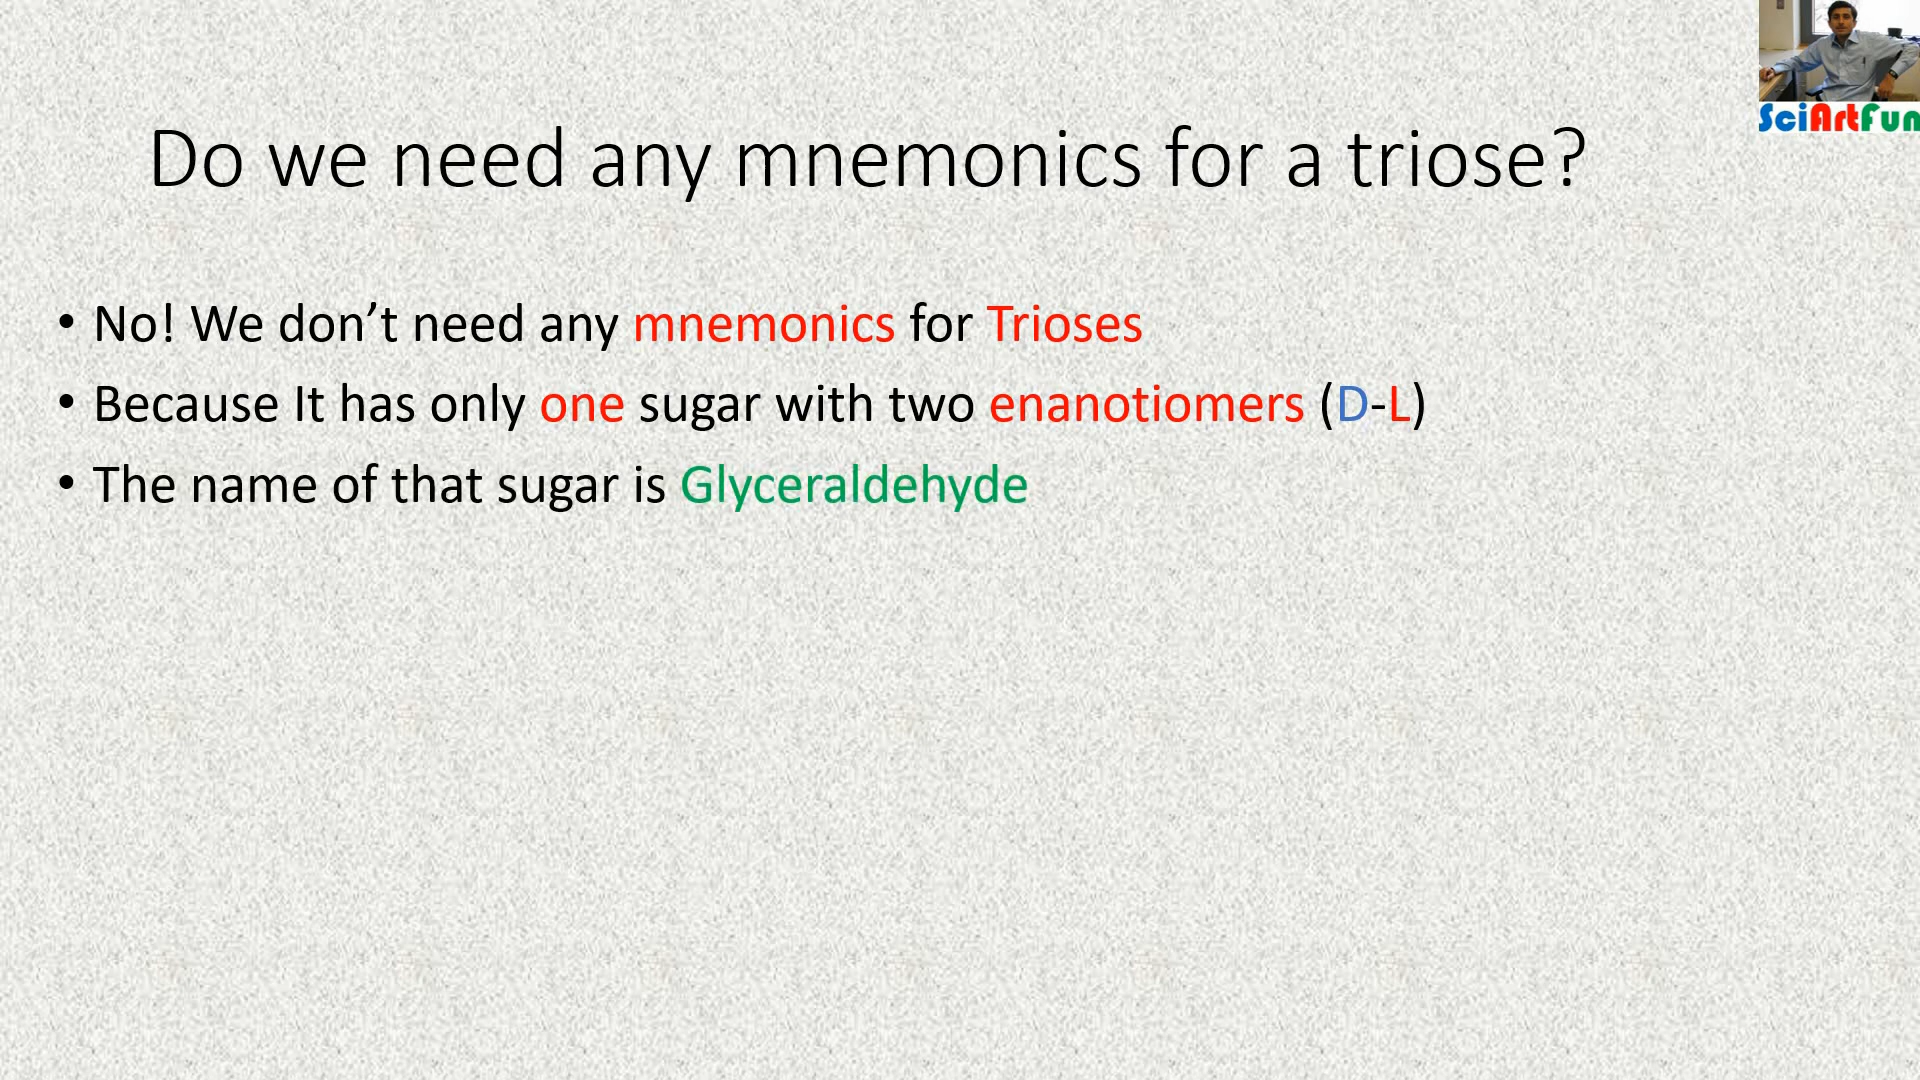 SciArtFun
Do we need any mnemonics for a triose?
• No! We don’t need any mnemonics for Trioses
• Because It has only one sugar with two enanotiomers (D-L)
• The name of that sugar is Glyceraldehyde